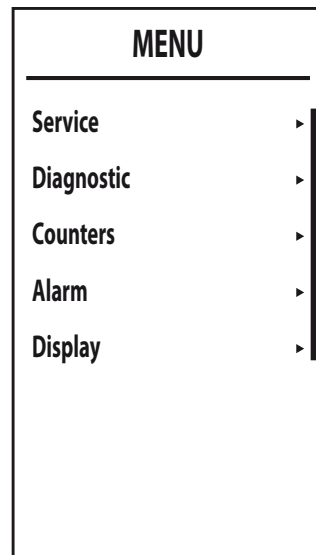 MENU
Service
Diagnostic
Counters
Alarm
Display